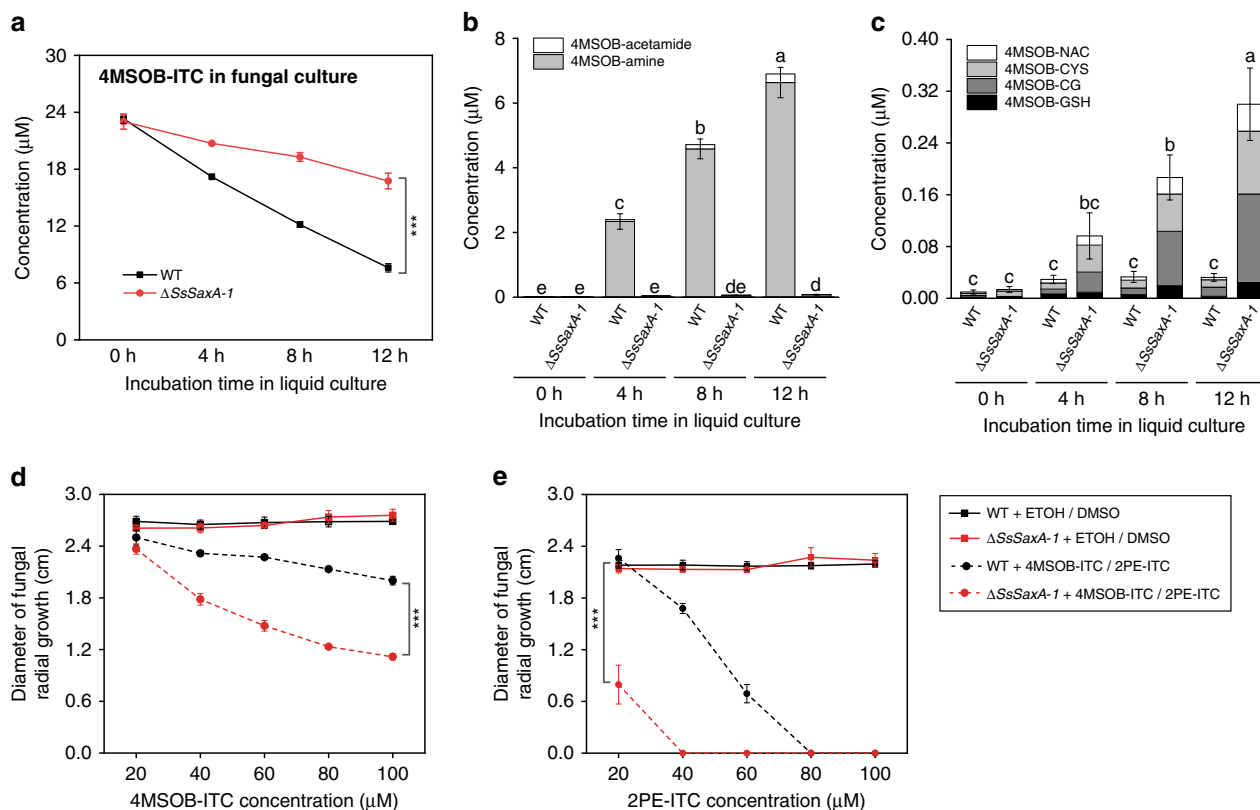 a
30
24
18
12
6
0
Concentration (μM)
4MSOB-ITC in fungal culture
WT
ΔSsSaxA-1
***
0 h 4 h 8 h 12 h
Incubation time in liquid culture
b
8
6
4
2
0
Concentration (μM)
4MSOB-acetamide
4MSOB-amine
e e c e b de a d
WT ΔSsSaxA-1 WT ΔSsSaxA-1 WT ΔSsSaxA-1 WT ΔSsSaxA-1
0 h 4 h 8 h 12 h
Incubation time in liquid culture
c
0.40
0.32
0.24
0.16
0.08
0.00
Concentration (μM)
4MSOB-NAC
4MSOB-CYS
4MSOB-CG
4MSOB-GSH
c c c bc c b c a
WT ΔSsSaxA-1 WT ΔSsSaxA-1 WT ΔSsSaxA-1 WT ΔSsSaxA-1
0 h 4 h 8 h 12 h
Incubation time in liquid culture
d
3.0
2.4
1.8
1.2
0.6
0.0
Diameter of fungal
radial growth (cm)
***
20 40 60 80 100
4MSOB-ITC concentration (μM)
e
3.0
2.4
1.8
1.2
0.6
0.0
Diameter of fungal
radial growth (cm)
***
20 40 60 80 100
2PE-ITC concentration (μM)
WT + ETOH / DMSO
ΔSsSaxA-1 + ETOH / DMSO
WT + 4MSOB-ITC / 2PE-ITC
ΔSsSaxA-1 + 4MSOB-ITC / 2PE-ITC